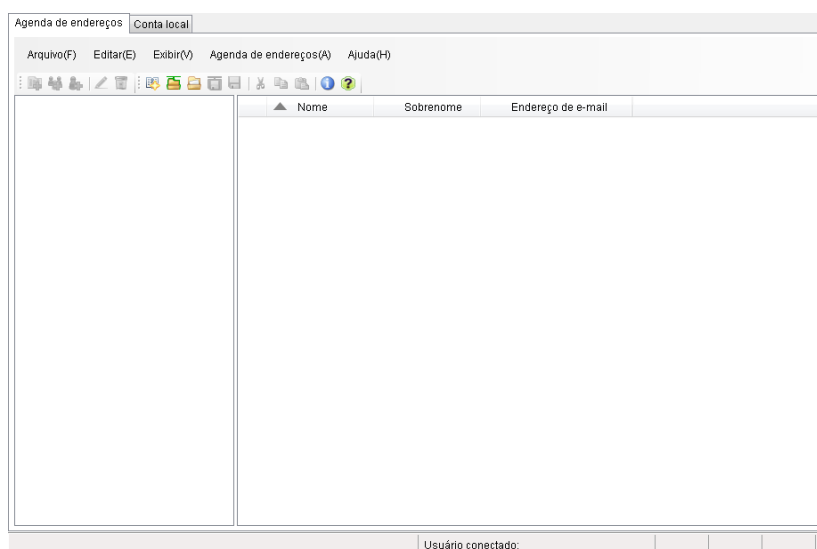 Agenda de endereços Conta local
Arquivo(F) Editar(E) Exibir(V) Agenda de endereços(A) Ajuda(H)
Nome Sobrenome Endereço de e-mail
Usuário conectado: